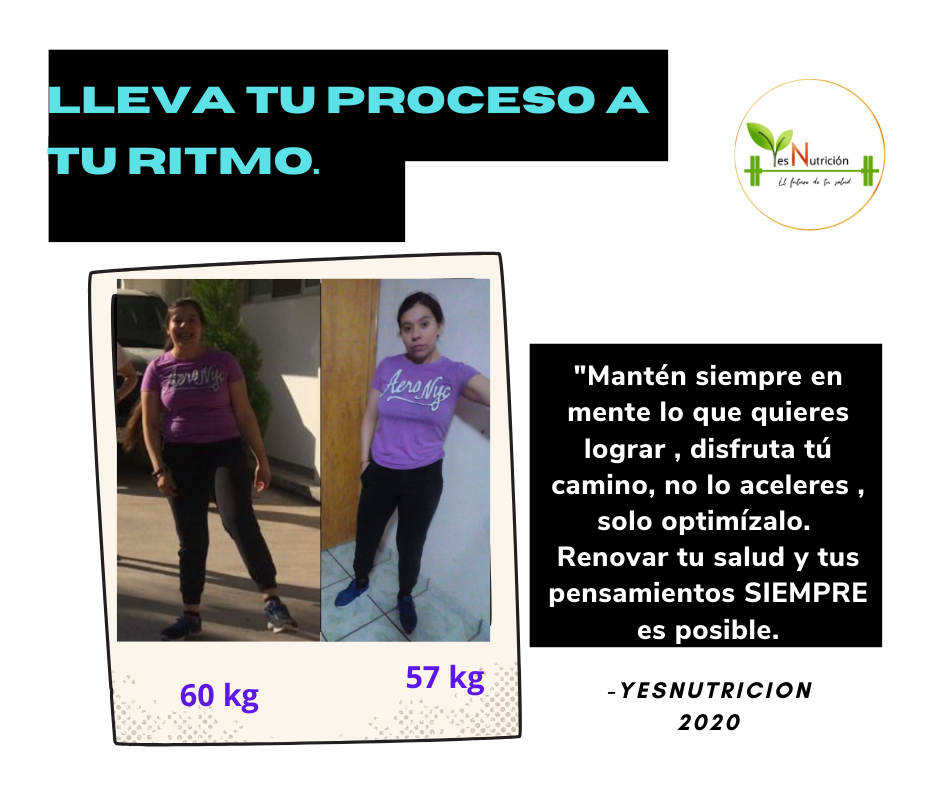 LLEVA TU PROCESO A
TU RITMO.
Yes Nutrición
El futuro de tu salud
Aero Nyc
Aero Nyc
"Mantén siempre en
mente lo que quieres
lograr , disfruta tú
camino, no lo aceleres ,
solo optimízalo.
Renovar tu salud y tus
pensamientos SIEMPRE
es posible.
60 kg
57 kg
-YESNUTRICION
2020